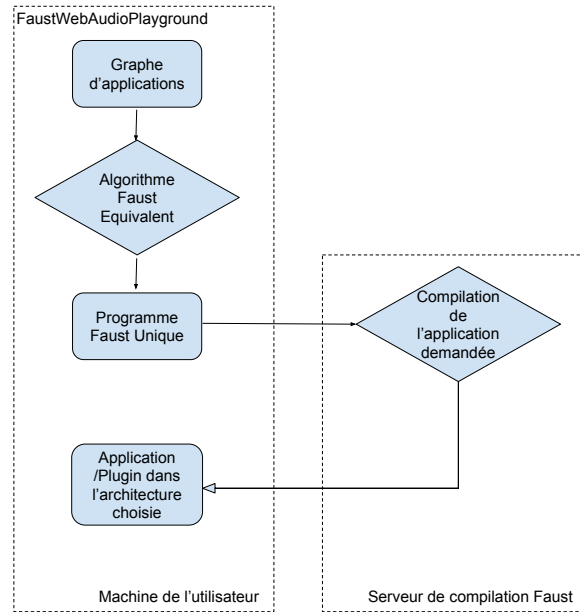 FaustWebAudioPlayground
Graphe
d'applications
Algorithme
Faust
Equivalent
Programme
Faust Unique
Compilation
de
l'application
demandée
Application
/Plugin dans
l'architecture
choisie
Machine de l'utilisateur
Serveur de compilation Faust